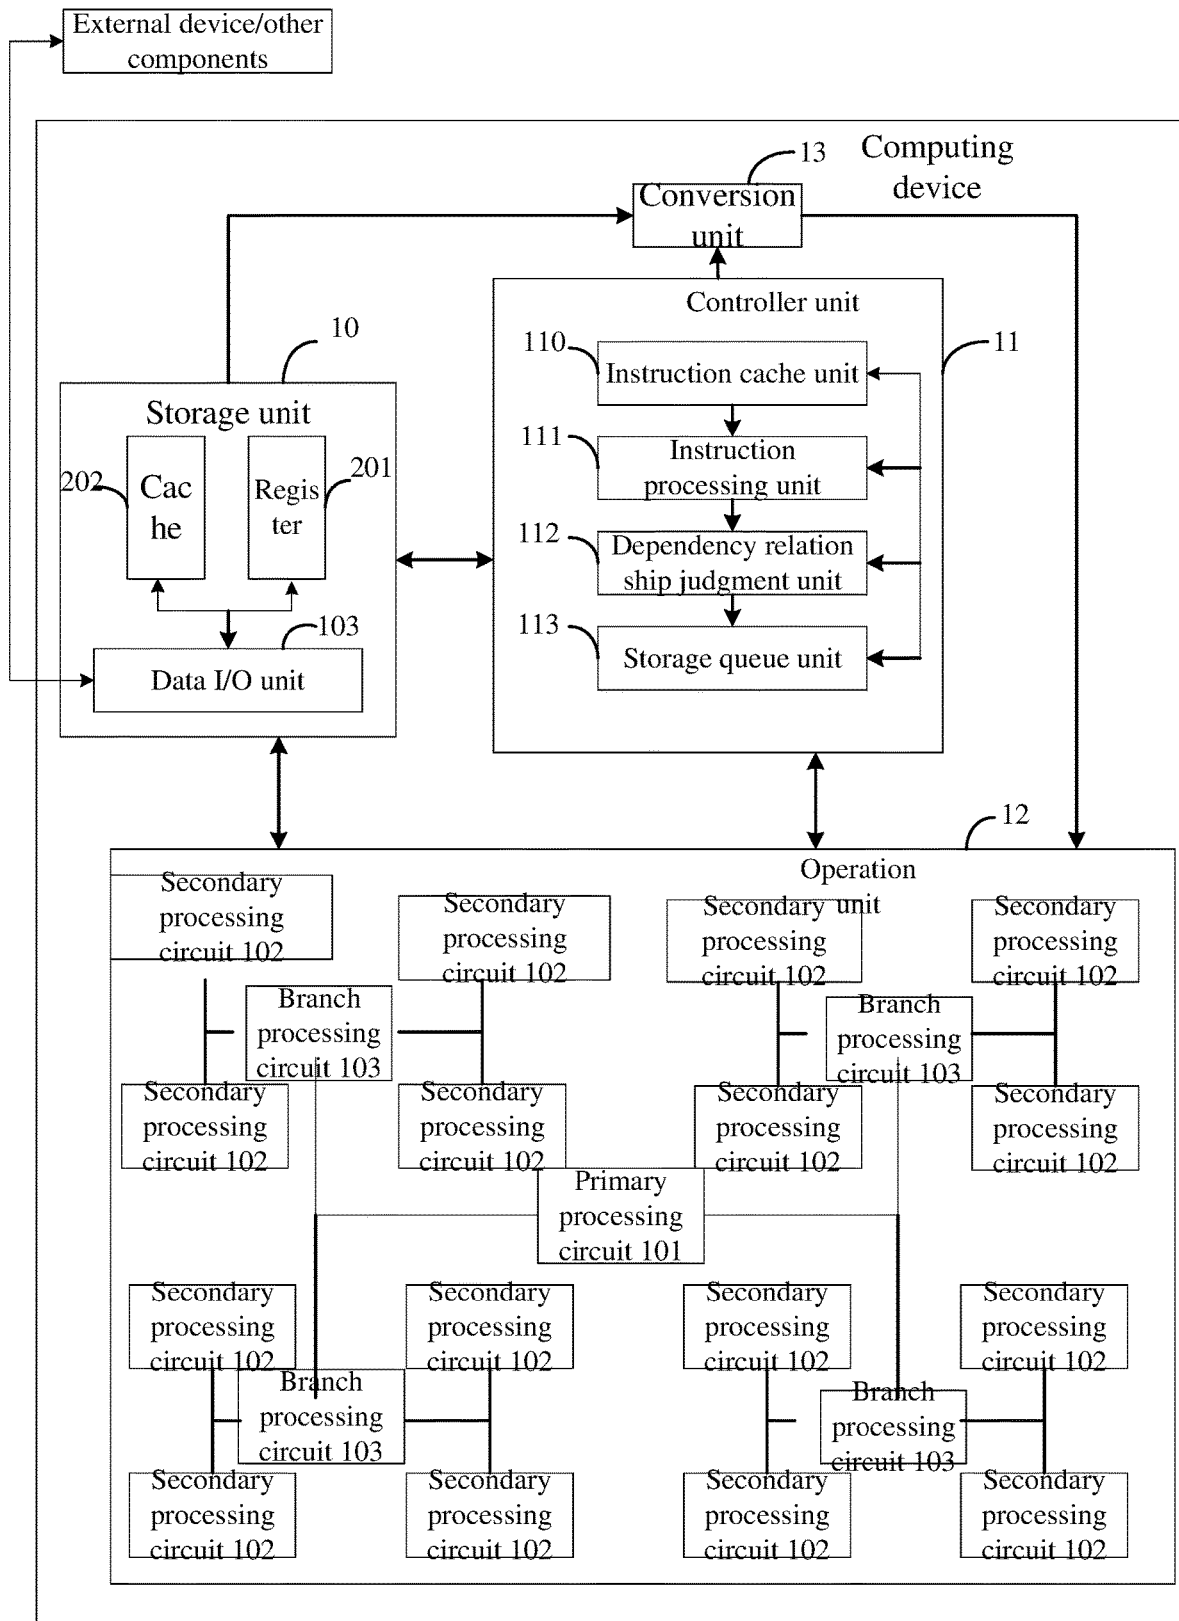 External device/other
components
13
Computing
device
Conversion
unit
10
Storage unit
202
Cac
he
201
Regis
ter
103
Data I/O unit
Controller unit
11
110
Instruction cache unit
111
Instruction
processing unit
112
Dependency relation
ship judgment unit
113
Storage queue unit
12
Operation
unit
Secondary
processing
circuit 102
Secondary
processing
circuit 102
Secondary
processing
circuit 102
Secondary
processing
circuit 102
Branch
processing
circuit 103
Branch
processing
circuit 103
Secondary
processing
circuit 102
Secondary
processing
circuit 102
Secondary
processing
circuit 102
Secondary
processing
circuit 102
Primary
processing
circuit 101
Secondary
processing
circuit 102
Secondary
processing
circuit 102
Secondary
processing
circuit 102
Secondary
processing
circuit 102
Branch
processing
circuit 103
Branch
processing
circuit 103
Secondary
processing
circuit 102
Secondary
processing
circuit 102
Secondary
processing
circuit 102
Secondary
processing
circuit 102